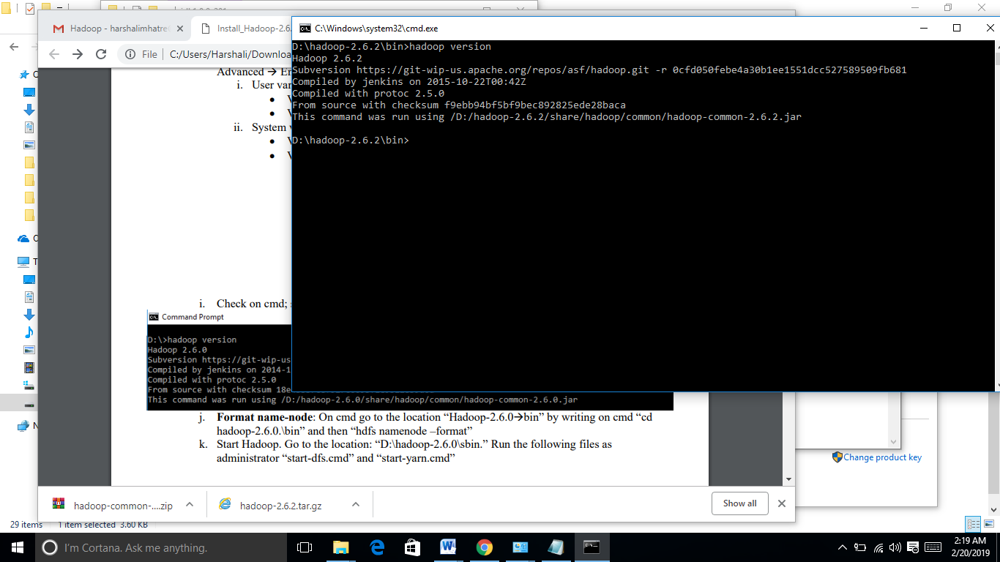 Hadoop - harshalimhatre
Install_Hadoop-2.6.
File
C:/Users/Harshali/Downloa
C:\Windows\system32\cmd.exe
D:\hadoop-2.6.2\bin>hadoop version
Hadoop 2.6.2
Subversion https://git-wip-us.apache.org/repos/asf/hadoop.git -r 0cfd050febe4a30b1ee1551dcc527589509fb681
Compiled by jenkins on 2015-10-22T00:42Z
Compiled with protoc 2.5.0
From source with checksum f9ebb94bf5bf9bec892825ede28baca
This command was run using /D:/hadoop-2.6.2/share/hadoop/common/hadoop-common-2.6.2.jar
D:\hadoop-2.6.2\bin>
Advanced → En
i. User var
ii. System v
i. Check on cmd;
Command Prompt
D:\>hadoop version
Hadoop 2.6.0
Subversion https://git-wip-us
Compiled by jenkins on 2014-1
Compiled with protoc 2.5.0
From source with checksum 18e
This command was run using /D:/hadoop-2.6.0/share/hadoop/common/hadoop-common-2.6.0.jar
j. Format name-node: On cmd go to the location “Hadoop-2.6.0→bin” by writing on cmd “cd
hadoop-2.6.0.\bin” and then “hdfs namenode –format”
k. Start Hadoop. Go to the location: “D:\hadoop-2.6.0\sbin.” Run the following files as
administrator “start-dfs.cmd” and “start-yarn.cmd”
Change product key
hadoop-common-....zip
hadoop-2.6.2.tar.gz
Show all
29 items 1 item selected 3.60 KB
I'm Cortana. Ask me anything.
2:19 AM
2/20/2019